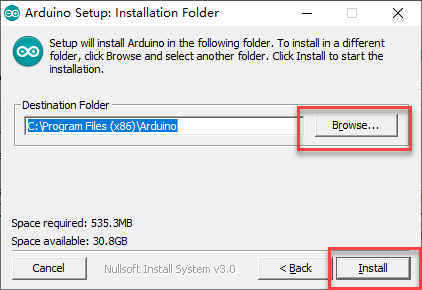 Arduino Setup: Installation Folder
Setup will install Arduino in the following folder. To install in a different
folder, click Browse and select another folder. Click Install to start the
installation.
Destination Folder
C:\Program Files (x86)\Arduino
Browse...
Space required: 535.3MB
Space available: 30.8GB
Cancel
Nullsoft Install System v3.0
< Back
Install